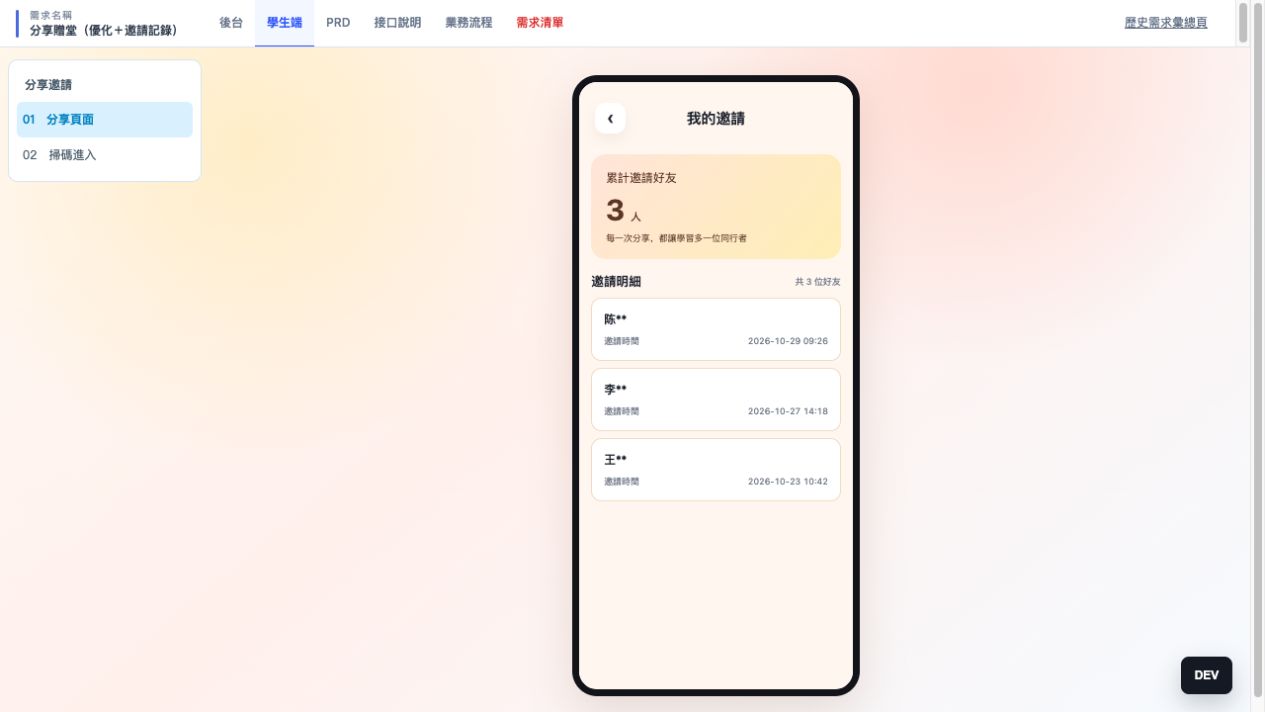 需求名稱
分享贈堂（優化＋邀請記錄）
後台 學生端 PRD 接口說明 業務流程 需求清單 歷史需求彙總頁
分享邀請
01 分享頁面
02 掃碼進入
‹ 我的邀請
累計邀請好友
3 人
每一次分享，都讓學習多一位同行者
邀請明細 共 3 位好友
陈**
邀請時間 2026-10-29 09:26
李**
邀請時間 2026-10-27 14:18
王**
邀請時間 2026-10-23 10:42
DEV